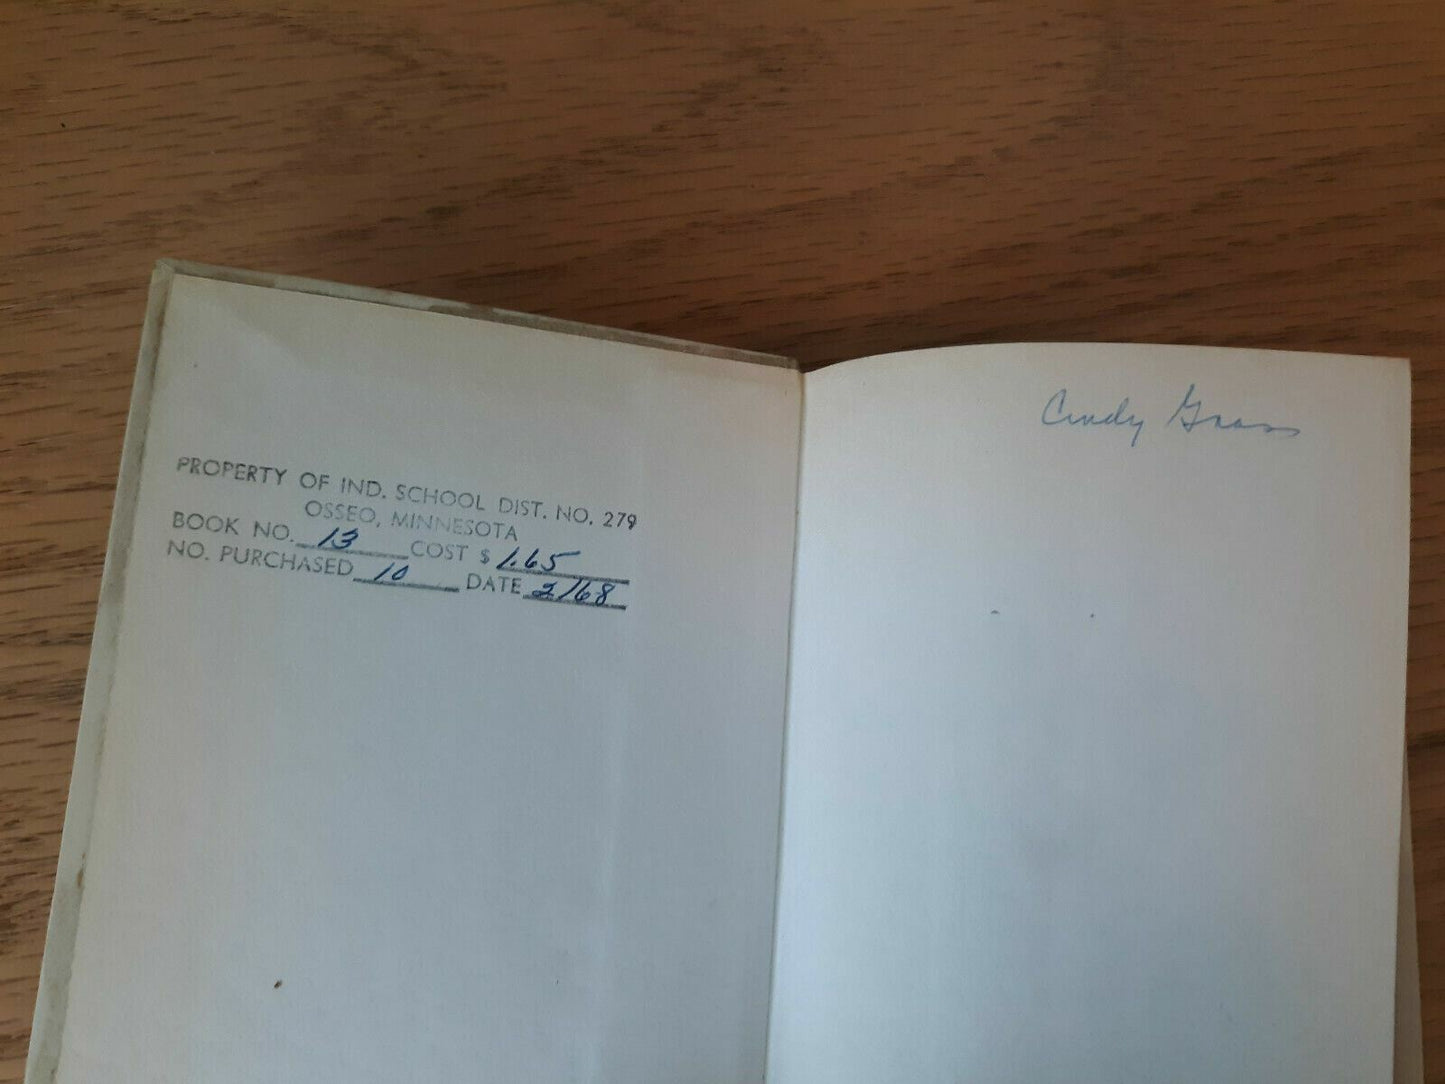 PROPERTY OF IND. SCHOOL DIST. NO. 279
OSSEO, MINNESOTA
BOOK NO. 13 COST $ 1.65
NO. PURCHASED 10 DATE 2/68
Cindy Grass